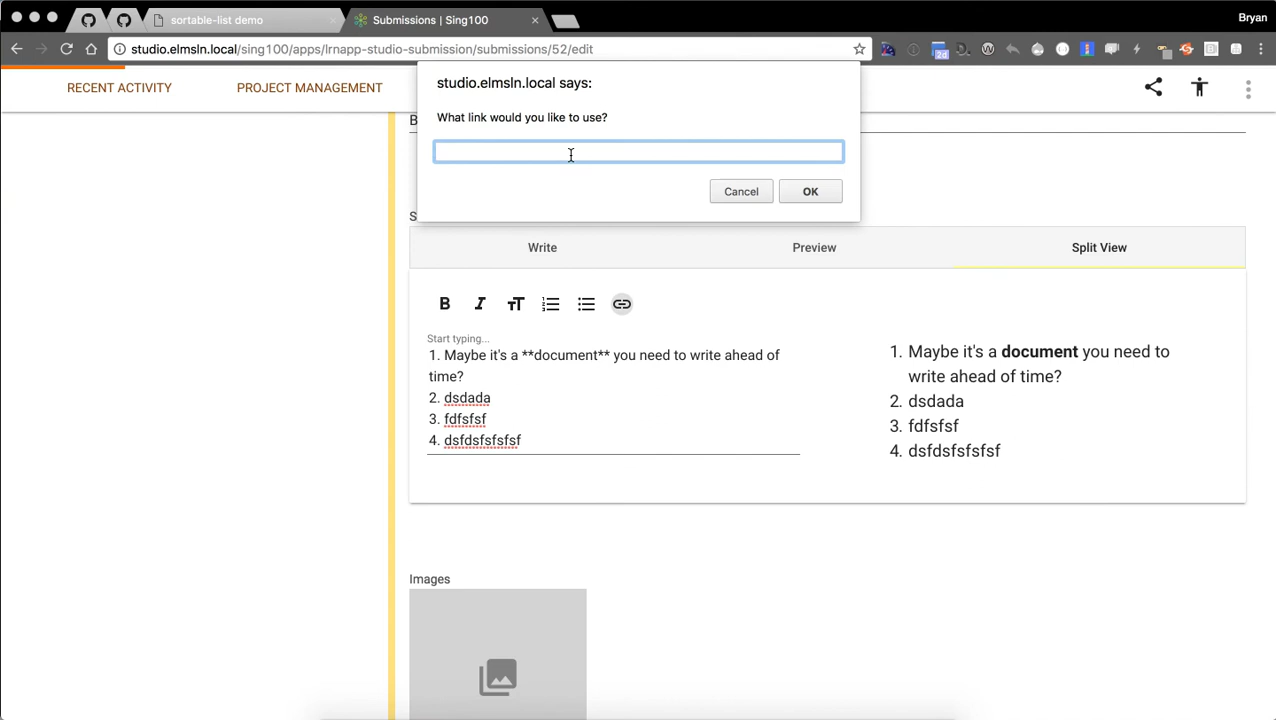 sortable-list demo
Submissions | Sing100
Bryan
studio.elmsln.local/sing100/apps/lrnapp-studio-submission/submissions/52/edit
2d
RECENT ACTIVITY PROJECT MANAGEMENT
studio.elmsln.local says:
What link would you like to use?
Cancel OK
Write Preview Split View
B I TT
Start typing...
1. Maybe it's a **document** you need to write ahead of
time?
2. dsdada
3. fdfsfsf
4. dsfdsfsfsfsf
1. Maybe it's a document you need to
write ahead of time?
2. dsdada
3. fdfsfsf
4. dsfdsfsfsfsf
Images